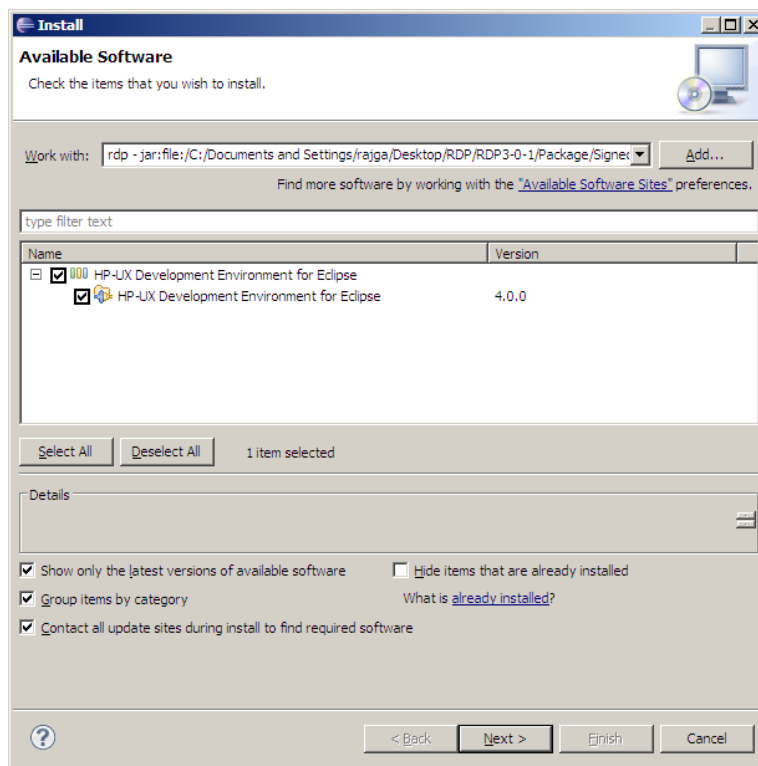 Install
Available Software
Check the items that you wish to install.
Work with: rdp - jar:file:/C:/Documents and Settings/rajga/Desktop/RDP/RDP3-0-1/Package/Signed Add...
Find more software by working with the "Available Software Sites" preferences.
type filter text
Name Version
HP-UX Development Environment for Eclipse
HP-UX Development Environment for Eclipse 4.0.0
Select All Deselect All 1 item selected
Details
Show only the latest versions of available software Hide items that are already installed
Group items by category What is already installed?
Contact all update sites during install to find required software
? < Back Next > Finish Cancel